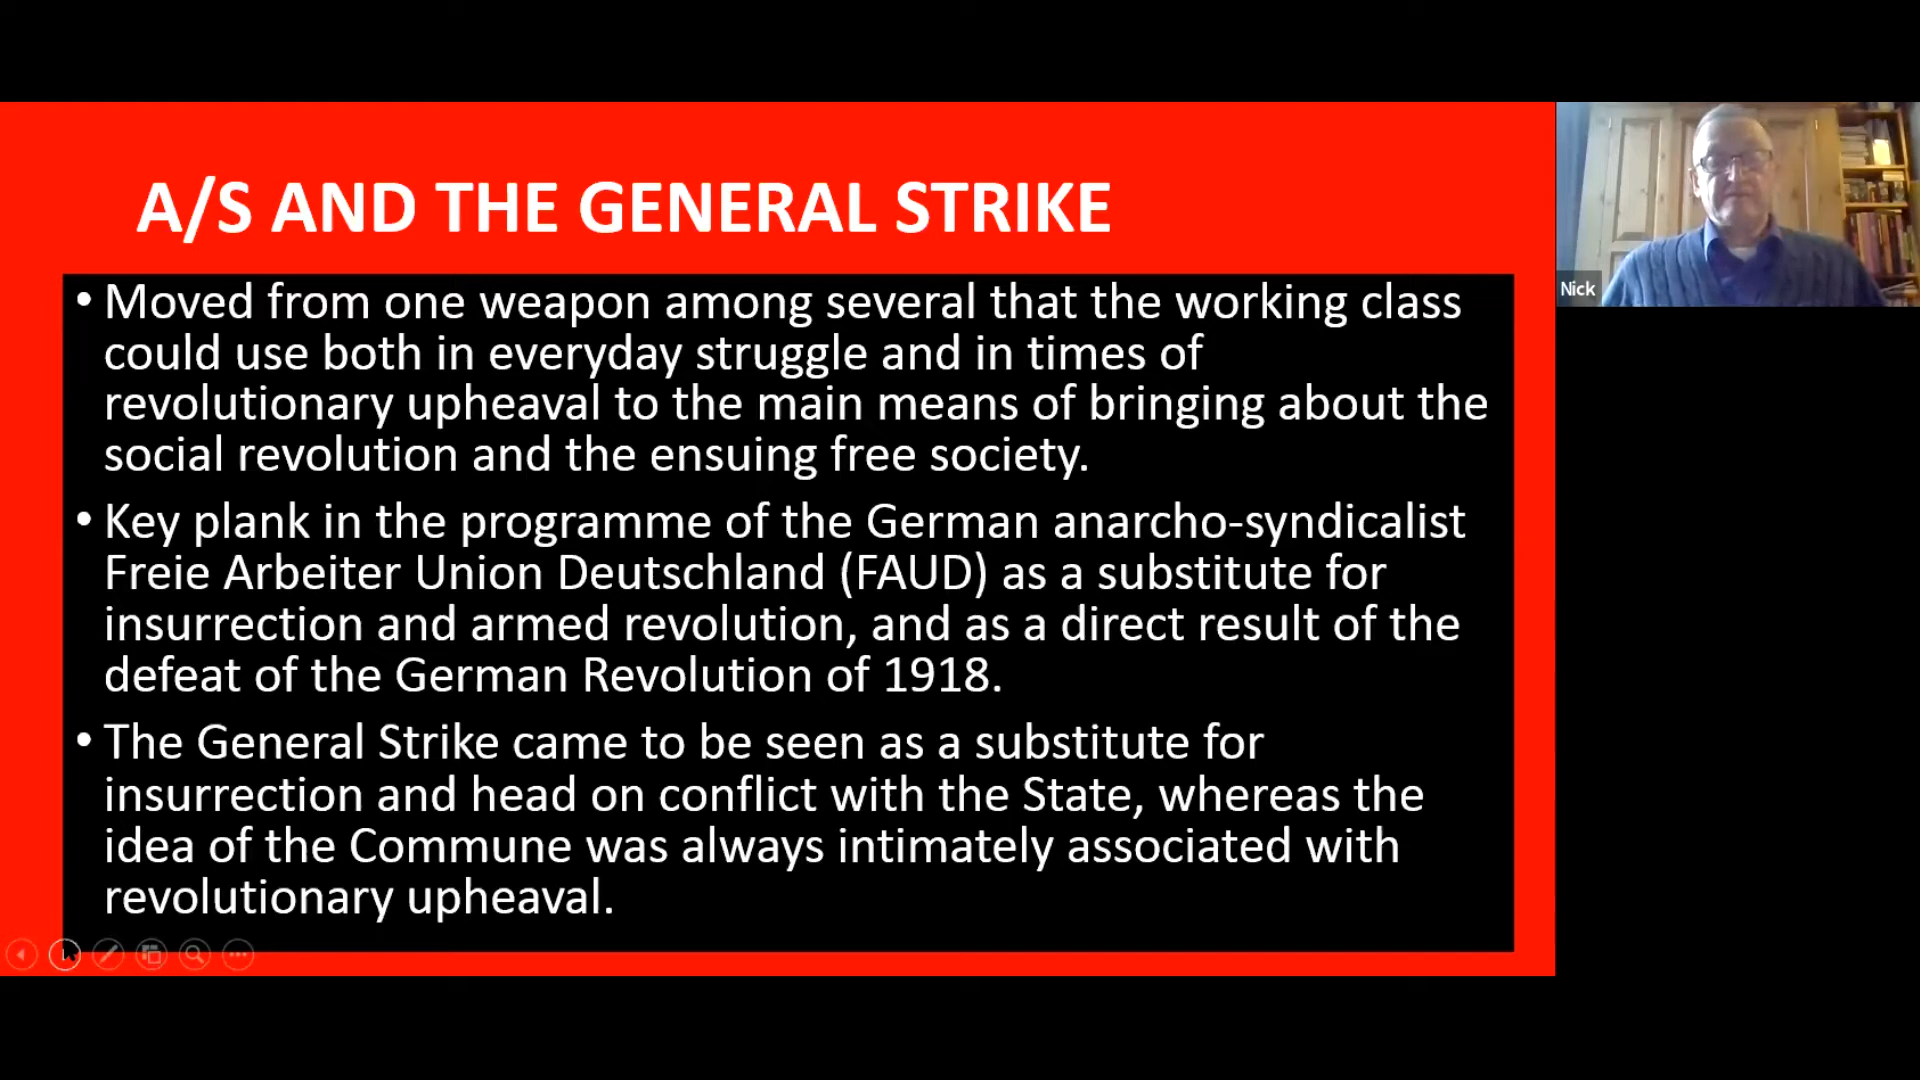 A/S AND THE GENERAL STRIKE
• Moved from one weapon among several that the working class
could use both in everyday struggle and in times of
revolutionary upheaval to the main means of bringing about the
social revolution and the ensuing free society.
• Key plank in the programme of the German anarcho-syndicalist
Freie Arbeiter Union Deutschland (FAUD) as a substitute for
insurrection and armed revolution, and as a direct result of the
defeat of the German Revolution of 1918.
• The General Strike came to be seen as a substitute for
insurrection and head on conflict with the State, whereas the
idea of the Commune was always intimately associated with
revolutionary upheaval.
Nick